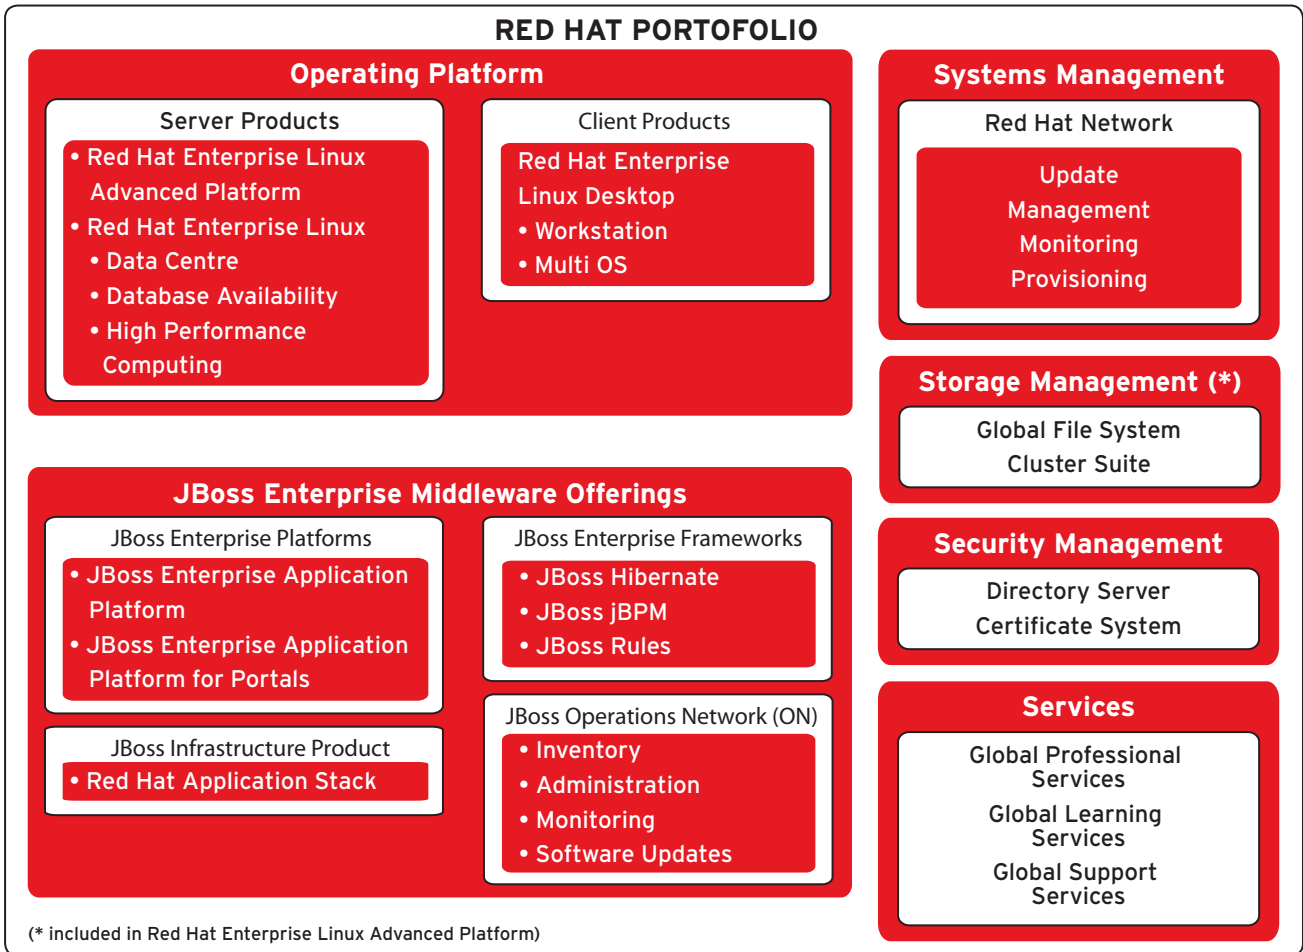 RED HAT PORTOFOLIO
Operating Platform
Server Products
• Red Hat Enterprise Linux
Advanced Platform
• Red Hat Enterprise Linux
• Data Centre
• Database Availability
• High Performance
Computing
Client Products
Red Hat Enterprise
Linux Desktop
• Workstation
• Multi OS
JBoss Enterprise Middleware Offerings
JBoss Enterprise Platforms
• JBoss Enterprise Application
Platform
• JBoss Enterprise Application
Platform for Portals
JBoss Infrastructure Product
• Red Hat Application Stack
JBoss Enterprise Frameworks
• JBoss Hibernate
• JBoss jBPM
• JBoss Rules
JBoss Operations Network (ON)
• Inventory
• Administration
• Monitoring
• Software Updates
Systems Management
Red Hat Network
Update
Management
Monitoring
Provisioning
Storage Management (*)
Global File System
Cluster Suite
Security Management
Directory Server
Certificate System
Services
Global Professional
Services
Global Learning
Services
Global Support
Services
(* included in Red Hat Enterprise Linux Advanced Platform)